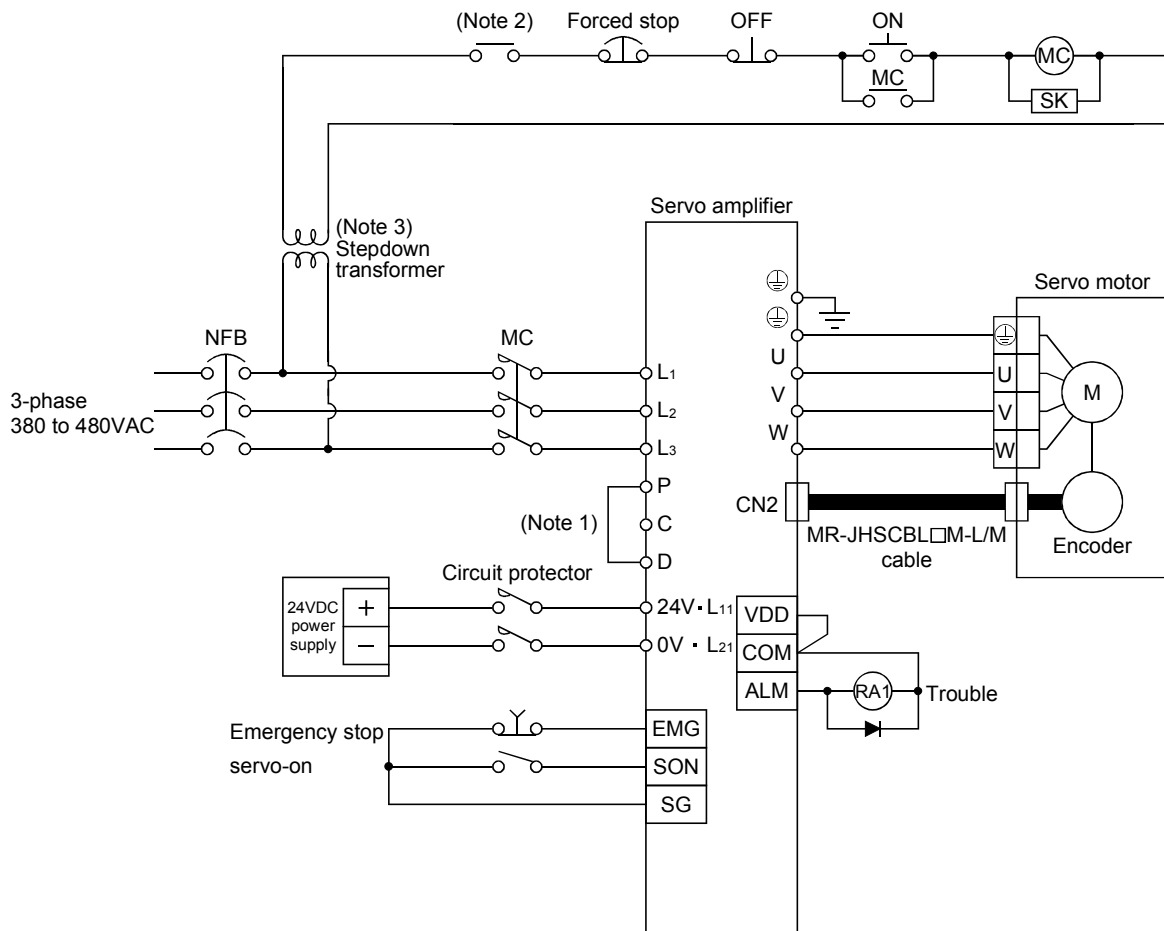 (Note 2) Forced stop OFF ON
MC
MC
SK
Servo amplifier
(Note 3)
Stepdown
transformer
Servo motor
NFB MC
3-phase
380 to 480VAC
L1
L2
L3
P
C
D
(Note 1)
U
V
W
U
V
W
M
CN2
MR-JHSCBL□M-L/M
cable
Encoder
Circuit protector
24VDC
power
supply
+
−
24V · L11
0V · L21
VDD
COM
ALM
RA1 Trouble
Emergency stop
servo-on
EMG
SON
SG